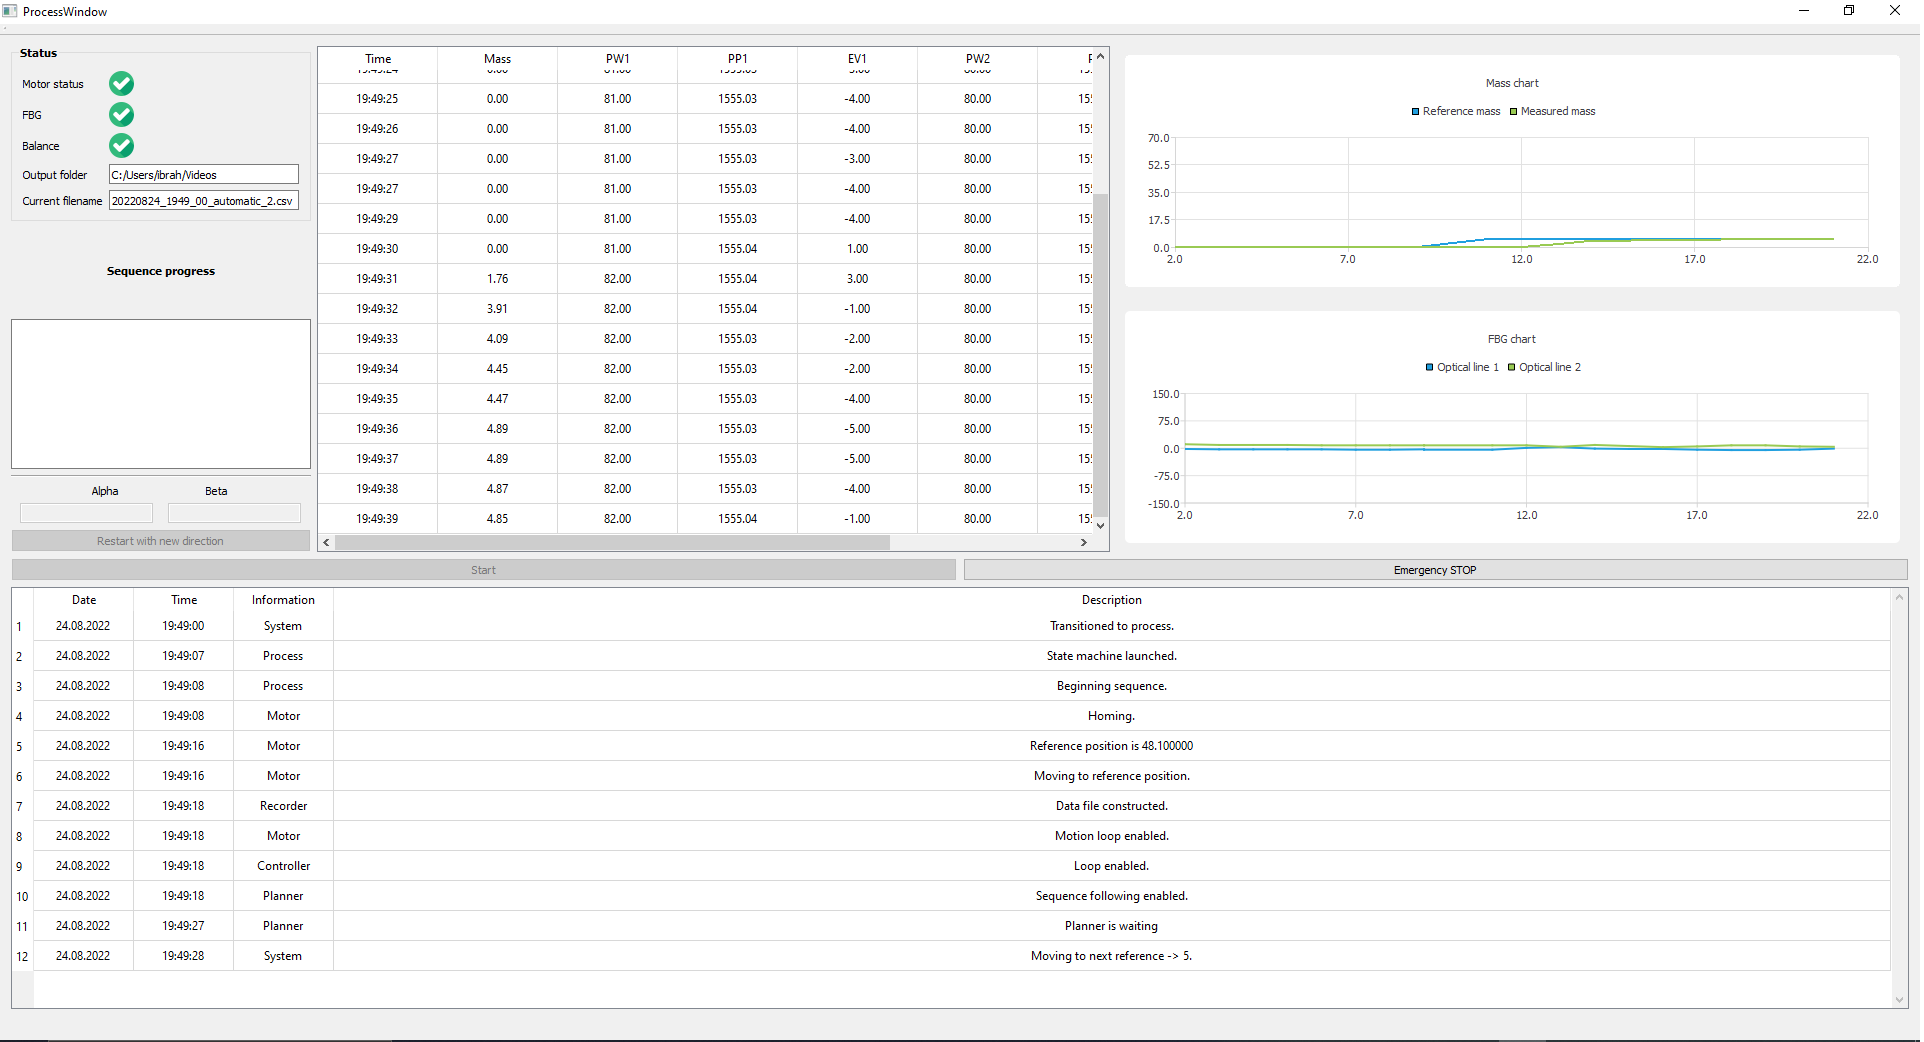 ProcessWindow
Status
Motor status
FBG
Balance
Output folder C:/Users/ibrah/Videos
Current filename 20220824_1949_00_automatic_2.csv
Sequence progress
Alpha Beta
Restart with new direction
Time Mass PW1 PP1 EV1 PW2
19:49:25 0.00 81.00 1555.03 -4.00 80.00
19:49:26 0.00 81.00 1555.03 -4.00 80.00
19:49:27 0.00 81.00 1555.03 -3.00 80.00
19:49:27 0.00 81.00 1555.03 -4.00 80.00
19:49:29 0.00 81.00 1555.03 -4.00 80.00
19:49:30 0.00 81.00 1555.04 1.00 80.00
19:49:31 1.76 82.00 1555.04 3.00 80.00
19:49:32 3.91 82.00 1555.04 -1.00 80.00
19:49:33 4.09 82.00 1555.03 -2.00 80.00
19:49:34 4.45 82.00 1555.03 -2.00 80.00
19:49:35 4.47 82.00 1555.03 -4.00 80.00
19:49:36 4.89 82.00 1555.03 -5.00 80.00
19:49:37 4.89 82.00 1555.03 -5.00 80.00
19:49:38 4.87 82.00 1555.03 -4.00 80.00
19:49:39 4.85 82.00 1555.04 -1.00 80.00
Mass chart
Reference mass Measured mass
70.0
52.5
35.0
17.5
0.0
2.0 7.0 12.0 17.0 22.0
FBG chart
Optical line 1 Optical line 2
150.0
75.0
0.0
-75.0
-150.0
2.0 7.0 12.0 17.0 22.0
Start Emergency STOP
Date Time Information Description
1 24.08.2022 19:49:00 System Transitioned to process.
2 24.08.2022 19:49:07 Process State machine launched.
3 24.08.2022 19:49:08 Process Beginning sequence.
4 24.08.2022 19:49:08 Motor Homing.
5 24.08.2022 19:49:16 Motor Reference position is 48.100000
6 24.08.2022 19:49:16 Motor Moving to reference position.
7 24.08.2022 19:49:18 Recorder Data file constructed.
8 24.08.2022 19:49:18 Motor Motion loop enabled.
9 24.08.2022 19:49:18 Controller Loop enabled.
10 24.08.2022 19:49:18 Planner Sequence following enabled.
11 24.08.2022 19:49:27 Planner Planner is waiting
12 24.08.2022 19:49:28 System Moving to next reference -> 5.